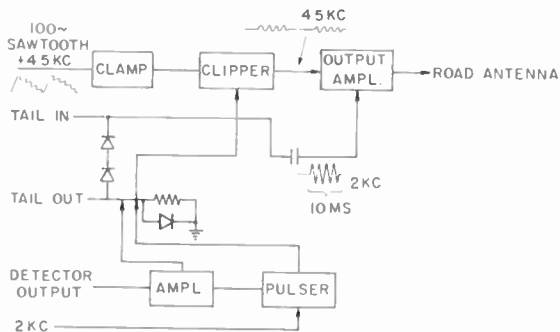 100~
SAWTOOTH
+45KC
CLAMP
CLIPPER
45KC
OUTPUT
AMPL.
ROAD ANTENNA
TAIL IN
2KC
10MS
TAIL OUT
DETECTOR
OUTPUT
AMPL
PULSER
2KC